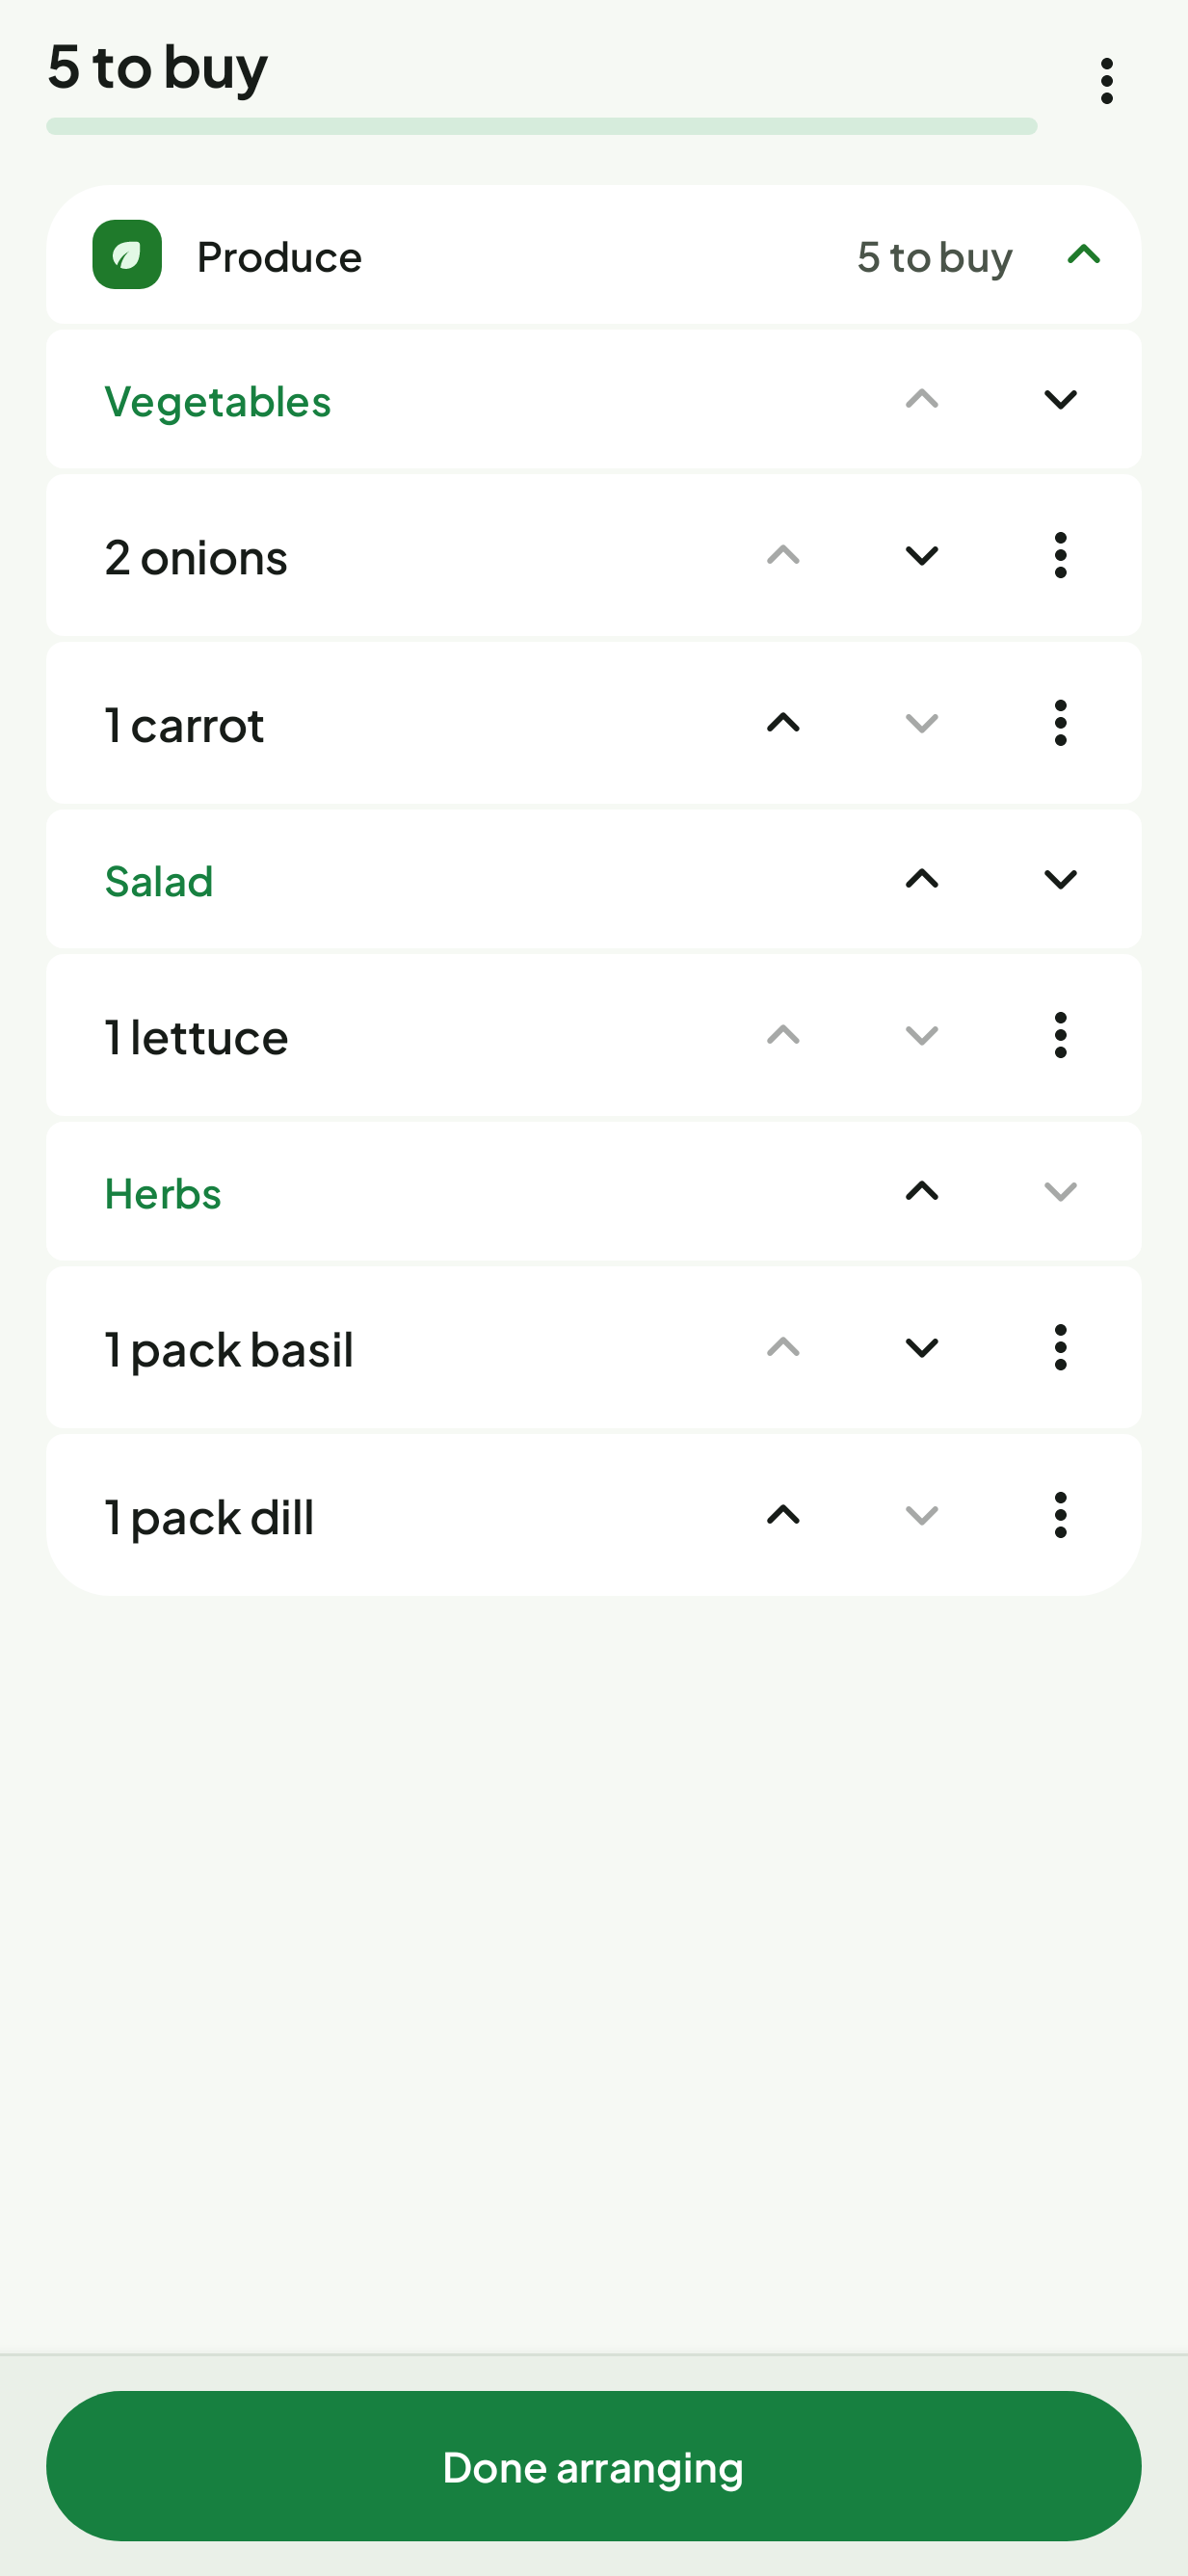 5 to buy
Produce 5 to buy
Vegetables
2 onions
1 carrot
Salad
1 lettuce
Herbs
1 pack basil
1 pack dill
Done arranging